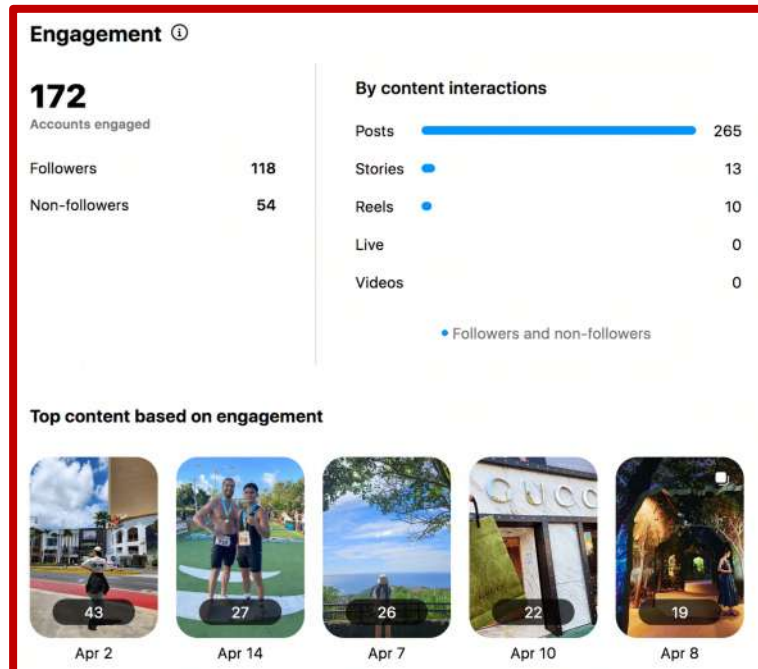 Engagement
172
Accounts engaged
Followers 118
Non-followers 54
By content interactions
Posts 265
Stories 13
Reels 10
Live 0
Videos 0
Followers and non-followers
Top content based on engagement
GUCC
43 27 26 22 19
Apr 2 Apr 14 Apr 7 Apr 10 Apr 8